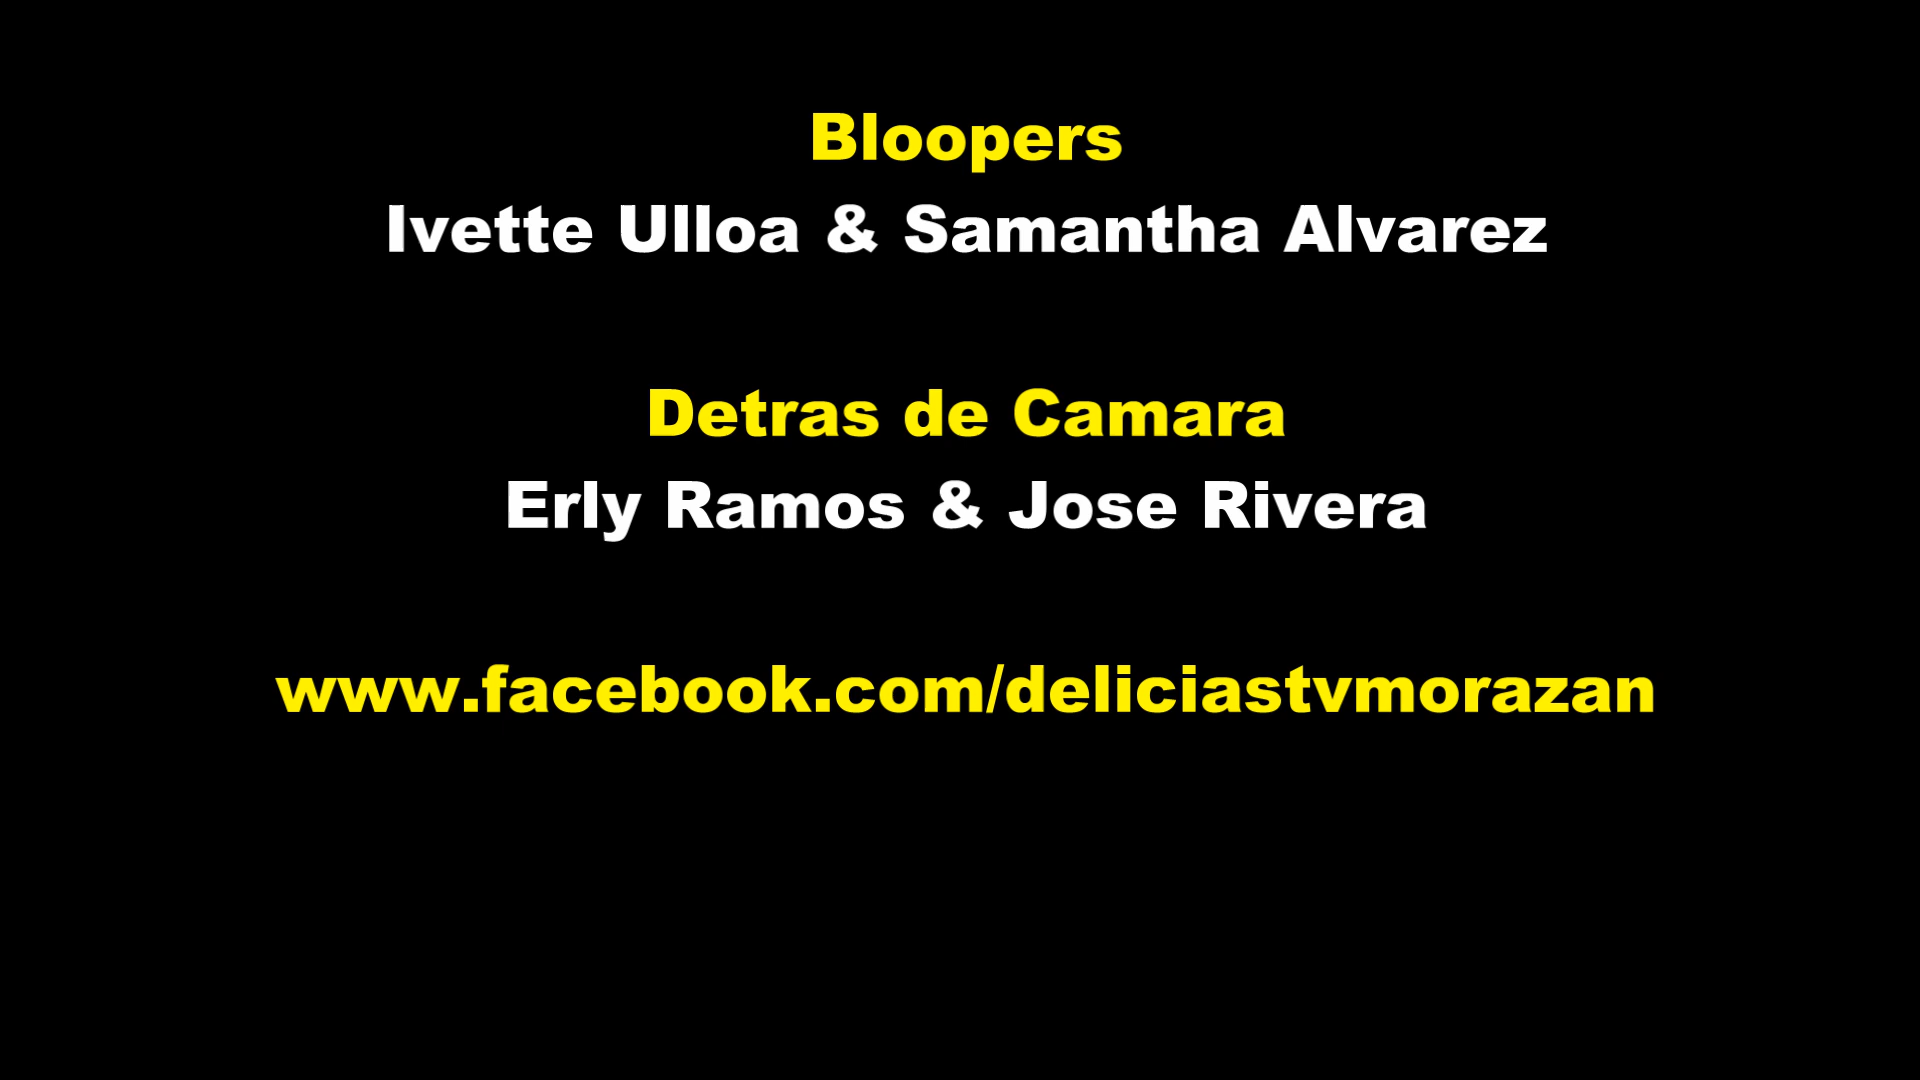 Bloopers
Ivette Ulloa & Samantha Alvarez
Detras de Camara
Erly Ramos & Jose Rivera
www.facebook.com/deliciastvmorazan